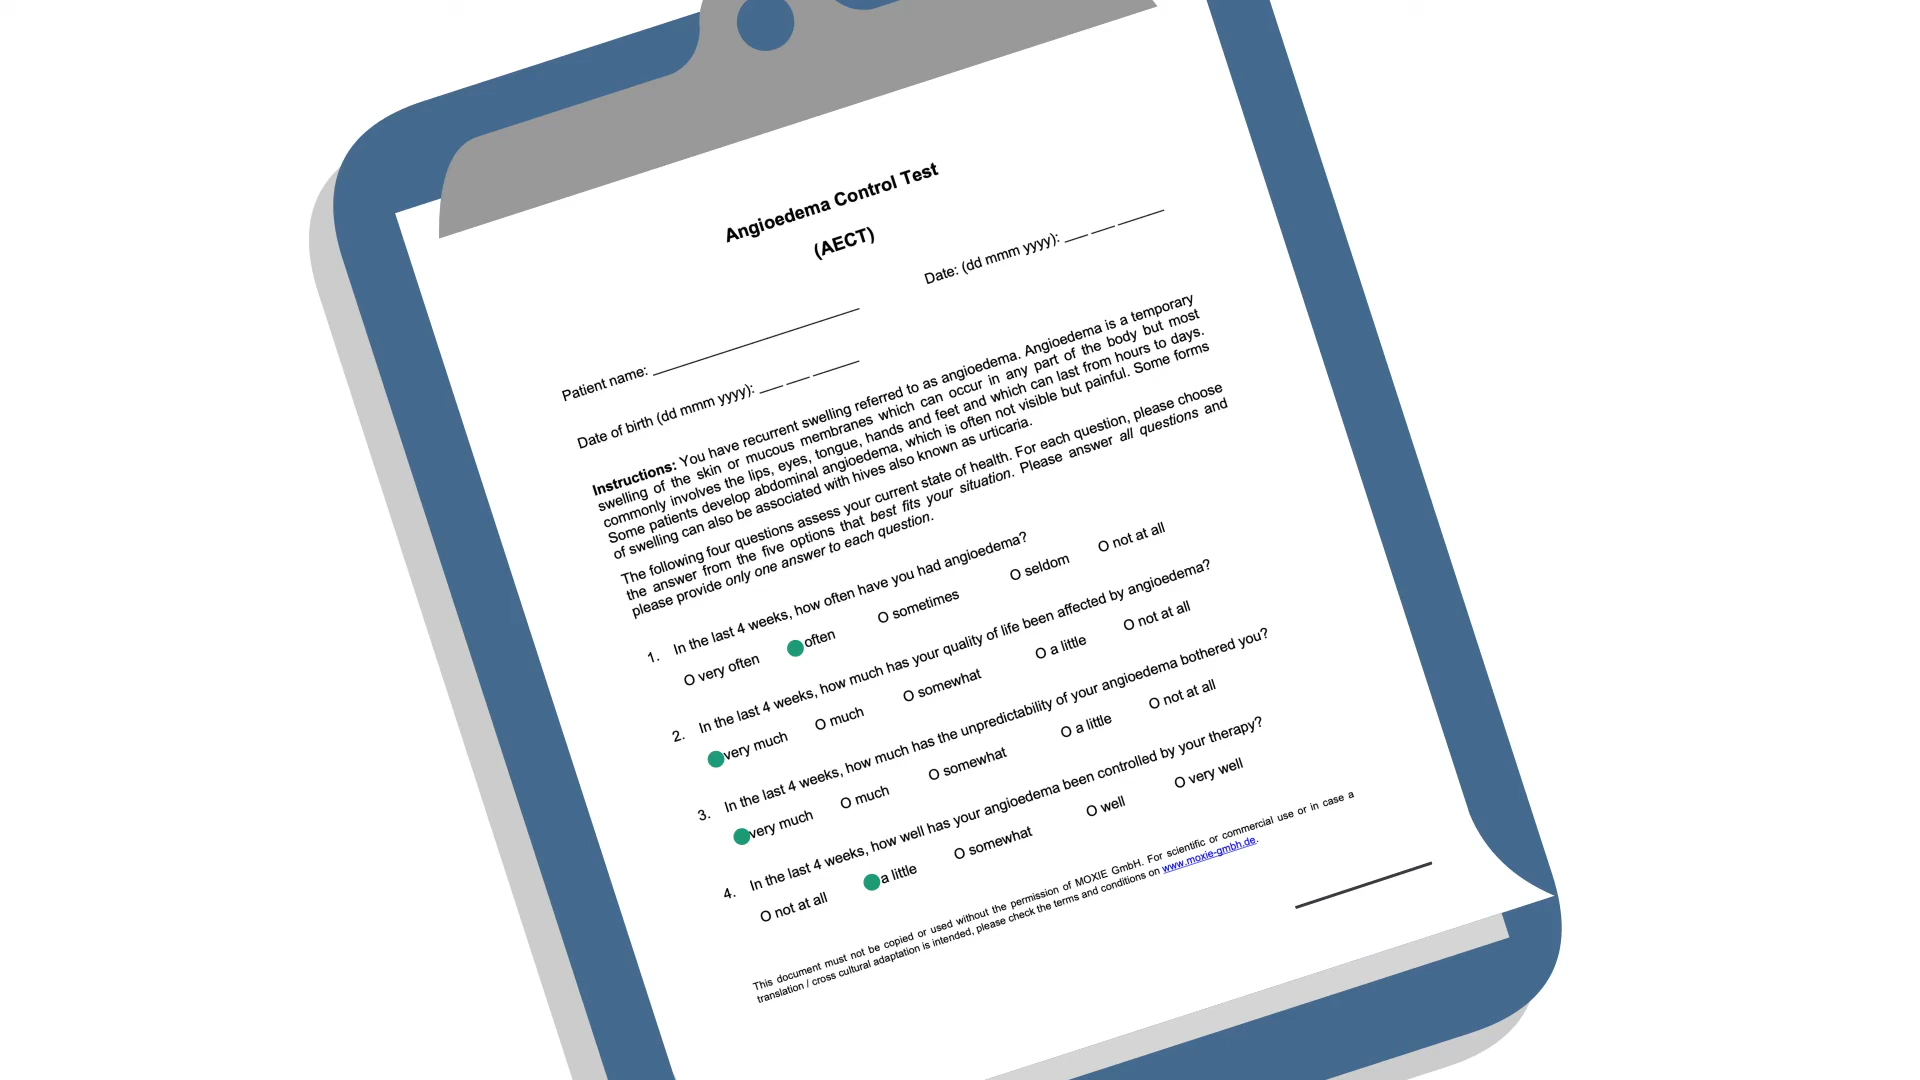 Angioedema Control Test
(AECT)
Date: (dd mmm yyyy): ___ ___ ______
Patient name: ______________________________
Date of birth (dd mmm yyyy): ___ ___ ______
Instructions: You have recurrent swelling referred to as angioedema. Angioedema is a temporary
swelling of the skin or mucous membranes which can occur in any part of the body but most
commonly involves the lips, eyes, tongue, hands and feet and which can last from hours to days.
Some patients develop abdominal angioedema, which is often not visible but painful. Some forms
of swelling can also be associated with hives also known as urticaria.
The following four questions assess your current state of health. For each question, please choose
the answer from the five options that best fits your situation. Please answer all questions and
please provide only one answer to each question.
1. In the last 4 weeks, how often have you had angioedema?
O very often often O sometimes O seldom O not at all
2. In the last 4 weeks, how much has your quality of life been affected by angioedema?
very much O much O somewhat O a little O not at all
3. In the last 4 weeks, how much has the unpredictability of your angioedema bothered you?
very much O much O somewhat O a little O not at all
4. In the last 4 weeks, how well has your angioedema been controlled by your therapy?
O not at all a little O somewhat O well O very well
This document must not be copied or used without the permission of MOXIE GmbH. For scientific or commercial use or in case a
translation / cross cultural adaptation is intended, please check the terms and conditions on www.moxie-gmbh.de.